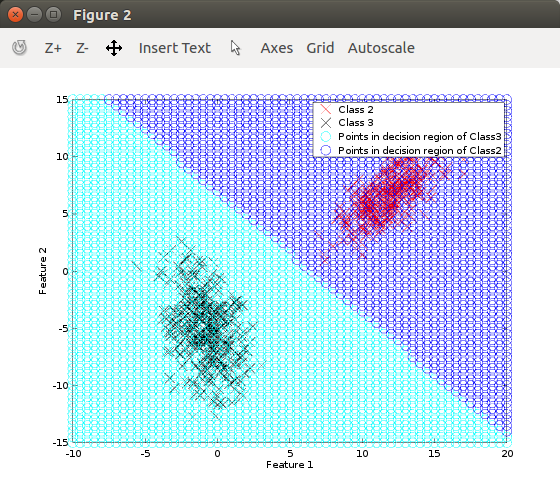 Figure 2
Z+ Z- Insert Text Axes Grid Autoscale
15
Class 2
Class 3
Points in decision region of Class3
Points in decision region of Class2
10
5
Feature 2
0
-5
-10
-15
-10 -5 0 5 10 15 20
Feature 1